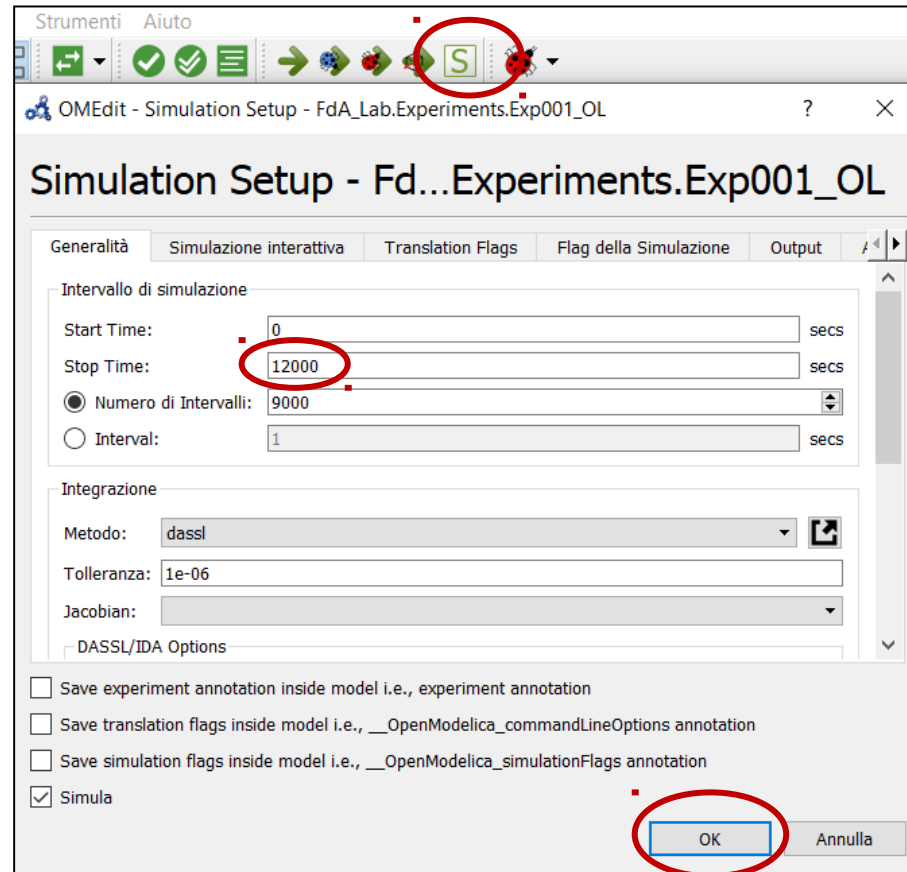 Strumenti Aiuto
S
OMEdit - Simulation Setup - FdA_Lab.Experiments.Exp001_OL ? ×
Simulation Setup - Fd...Experiments.Exp001_OL
Generalità Simulazione interattiva Translation Flags Flag della Simulazione Output
Intervallo di simulazione
Start Time: 0 secs
Stop Time: 12000 secs
Numero di Intervalli: 9000
Interval: 1 secs
Integrazione
Metodo: dassl
Tolleranza: 1e-06
Jacobian:
DASSL/IDA Options
Save experiment annotation inside model i.e., experiment annotation
Save translation flags inside model i.e., __OpenModelica_commandLineOptions annotation
Save simulation flags inside model i.e., __OpenModelica_simulationFlags annotation
Simula
OK Annulla